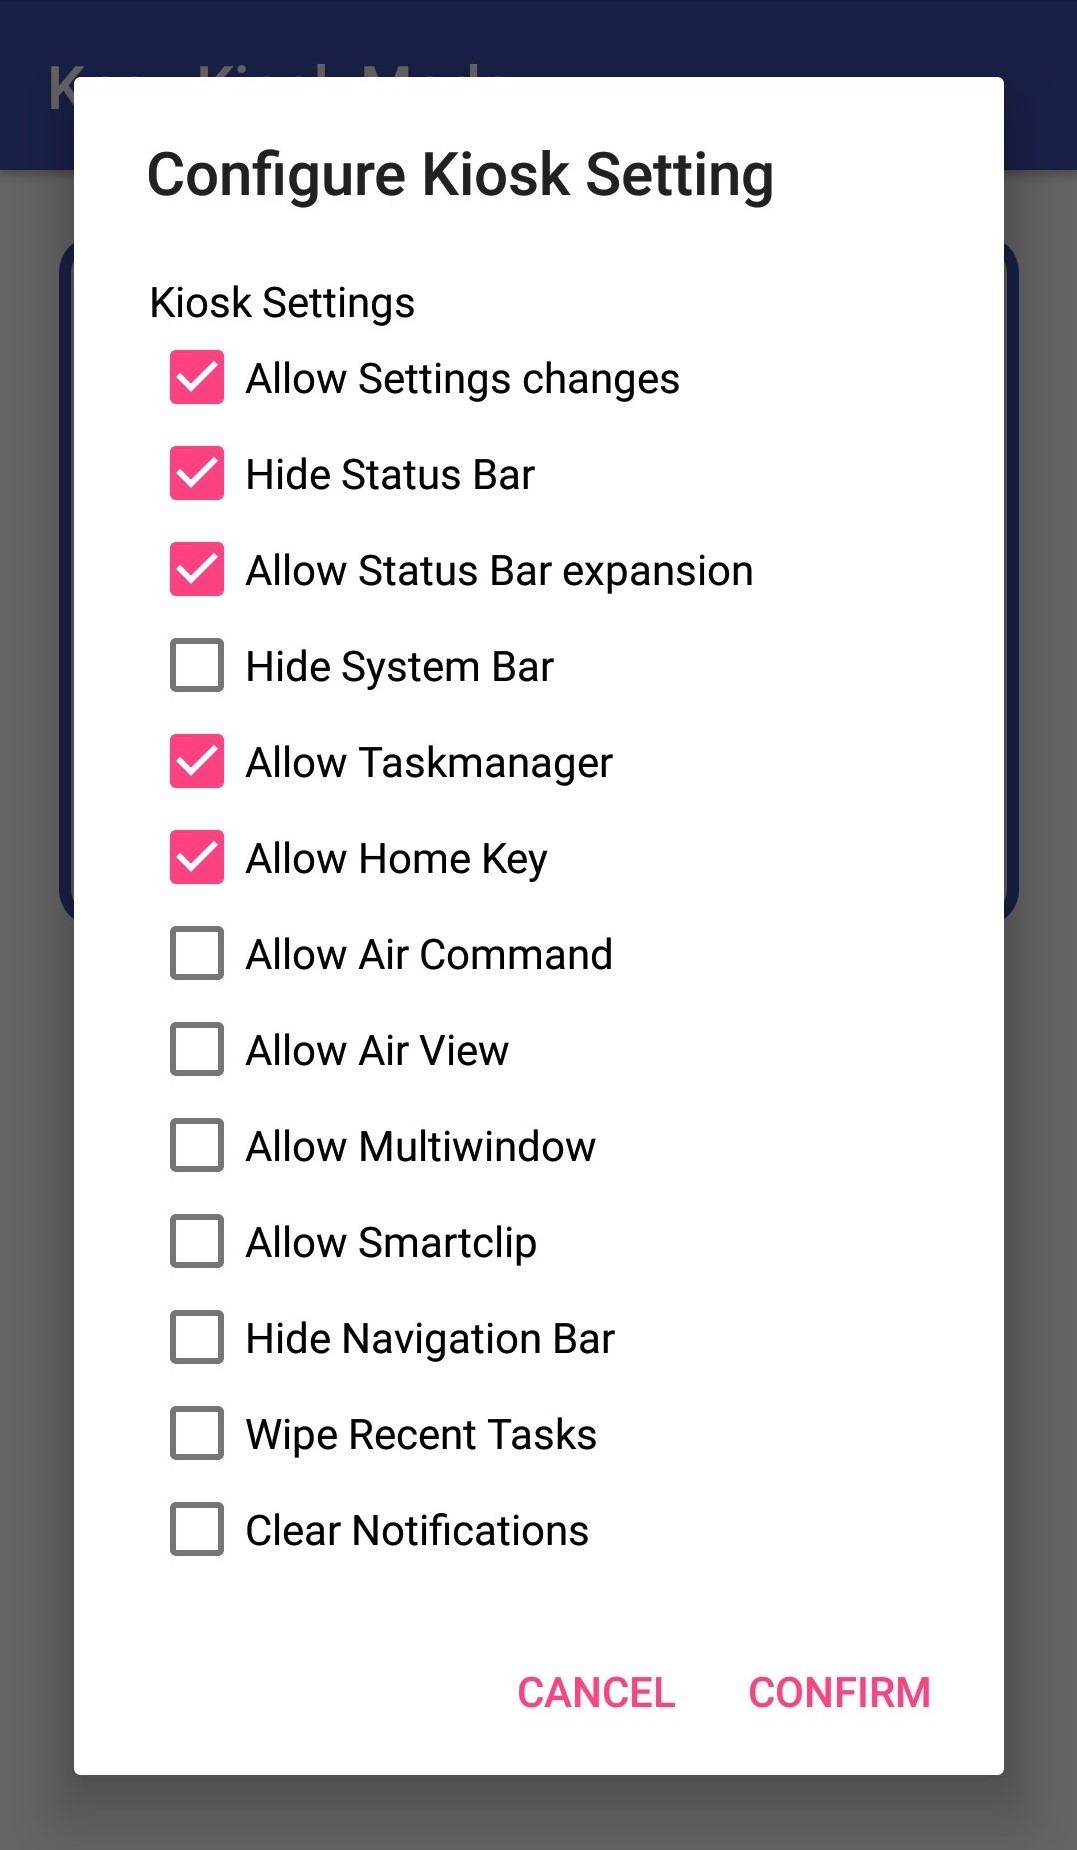 Configure Kiosk Setting
Kiosk Settings
Allow Settings changes
Hide Status Bar
Allow Status Bar expansion
Hide System Bar
Allow Taskmanager
Allow Home Key
Allow Air Command
Allow Air View
Allow Multiwindow
Allow Smartclip
Hide Navigation Bar
Wipe Recent Tasks
Clear Notifications
CANCEL CONFIRM